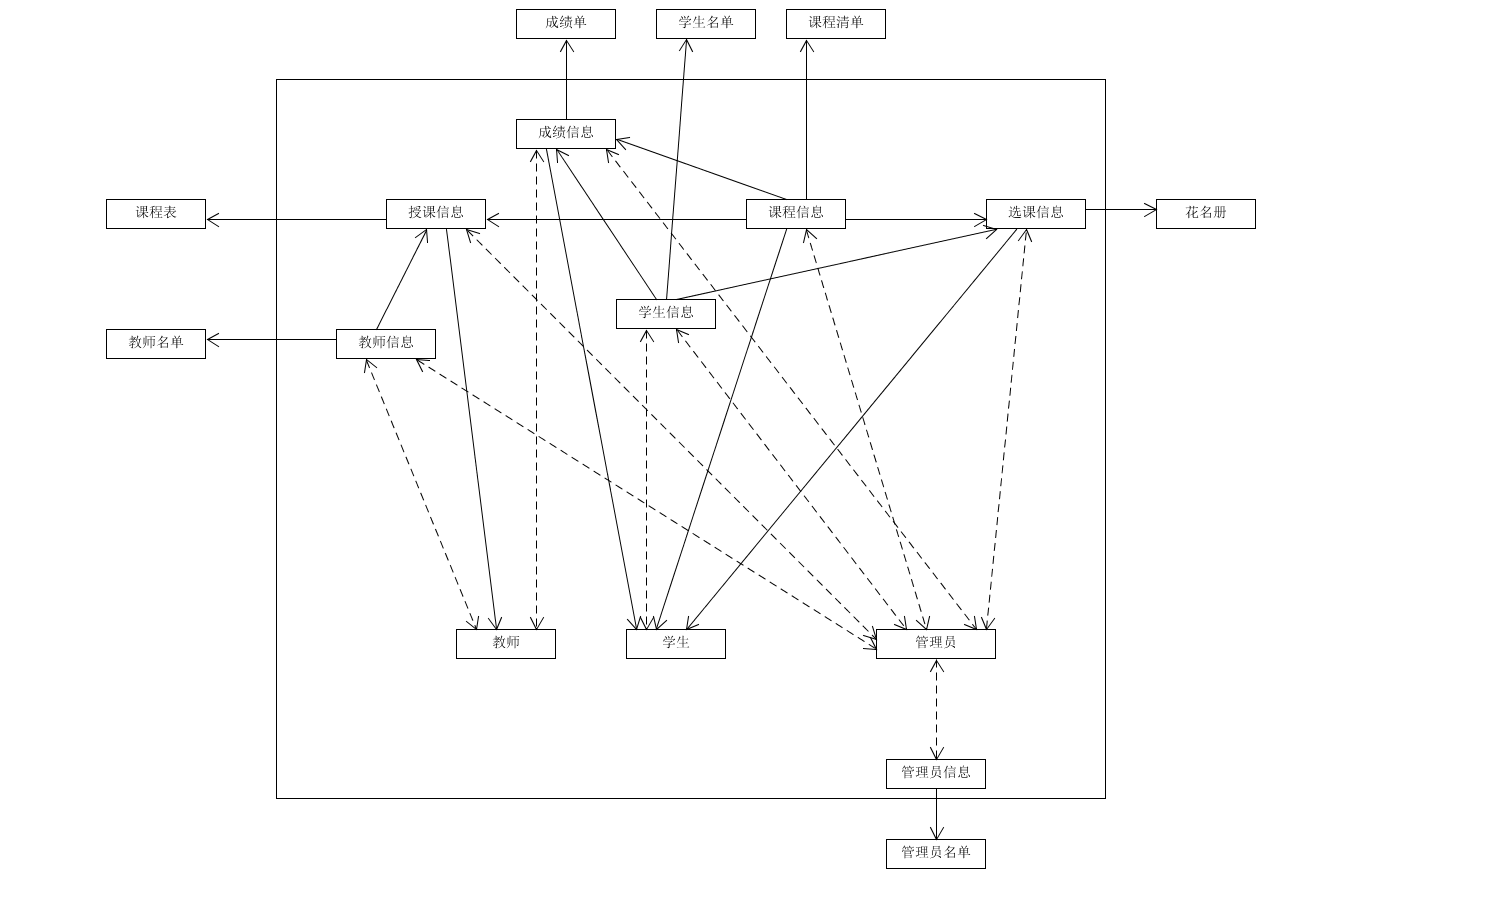 成绩单
学生名单
课程清单
成绩信息
课程表
授课信息
课程信息
选课信息
花名册
学生信息
教师名单
教师信息
教师
学生
管理员
管理员信息
管理员名单